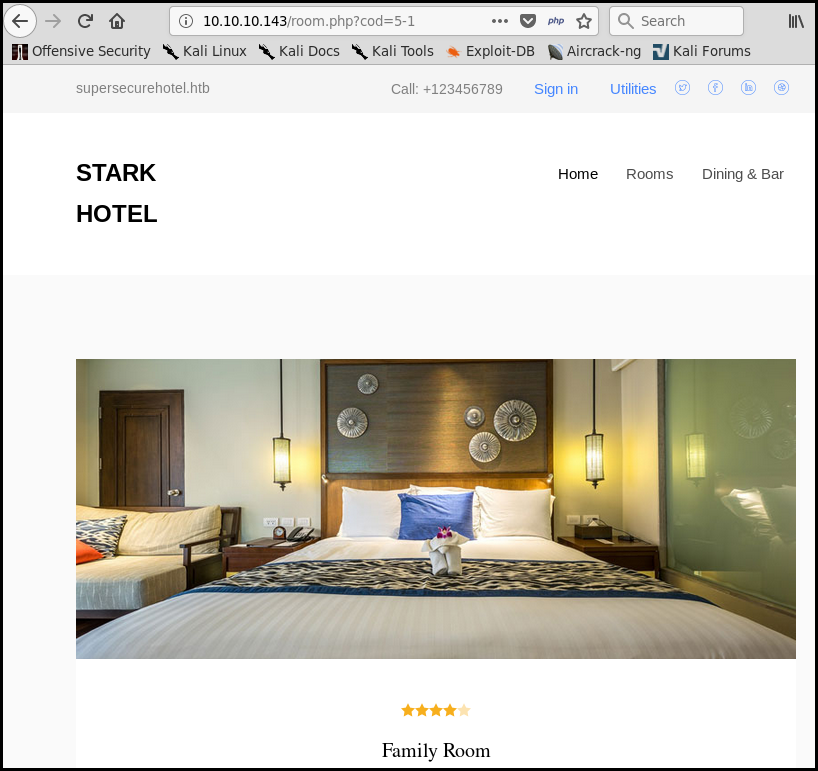 10.10.10.143/room.php?cod=5-1
php
Search
Offensive Security
Kali Linux
Kali Docs
Kali Tools
Exploit-DB
Aircrack-ng
Kali Forums
supersecurehotel.htb
Call: +123456789
Sign in
Utilities
STARK
HOTEL
Home
Rooms
Dining & Bar
Family Room